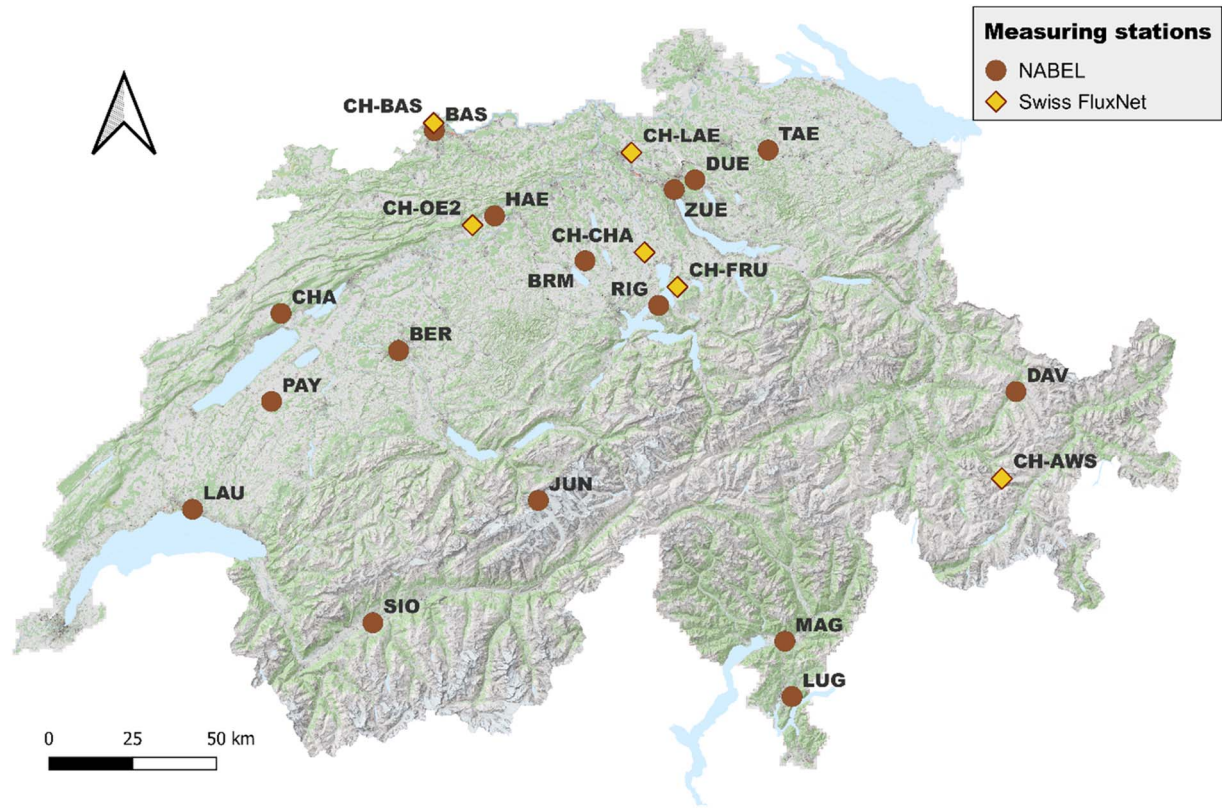 Measuring stations
NABEL
Swiss FluxNet
CH-BAS BAS
CH-LAE
TAE
DUE
HAE
ZUE
CH-OE2
CH-CHA
CH-FRU
BRM
RIG
CHA
BER
DAV
PAY
CH-AWS
JUN
LAU
SIO
MAG
LUG
0 25 50 km